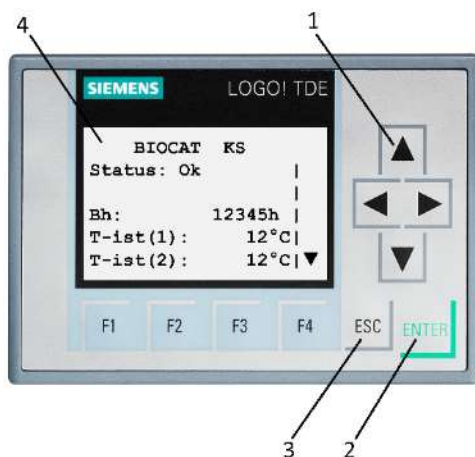 4
1
SIEMENS LOGO! TDE
BIOCAT KS
Status: Ok
Bh: 12345h
T-ist(1): 12°C
T-ist(2): 12°C
F1 F2 F3 F4 ESC ENTER
3
2